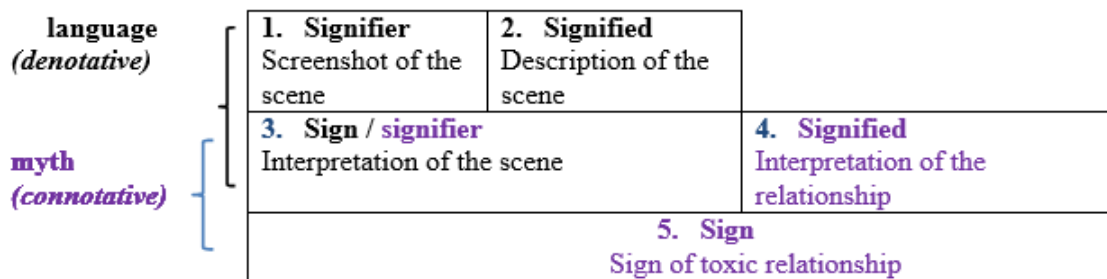 language
(denotative)
1. Signifier
Screenshot of the
scene
2. Signified
Description of the
scene
myth
(connotative)
3. Sign / signifier
Interpretation of the scene
4. Signified
Interpretation of the
relationship
5. Sign
Sign of toxic relationship